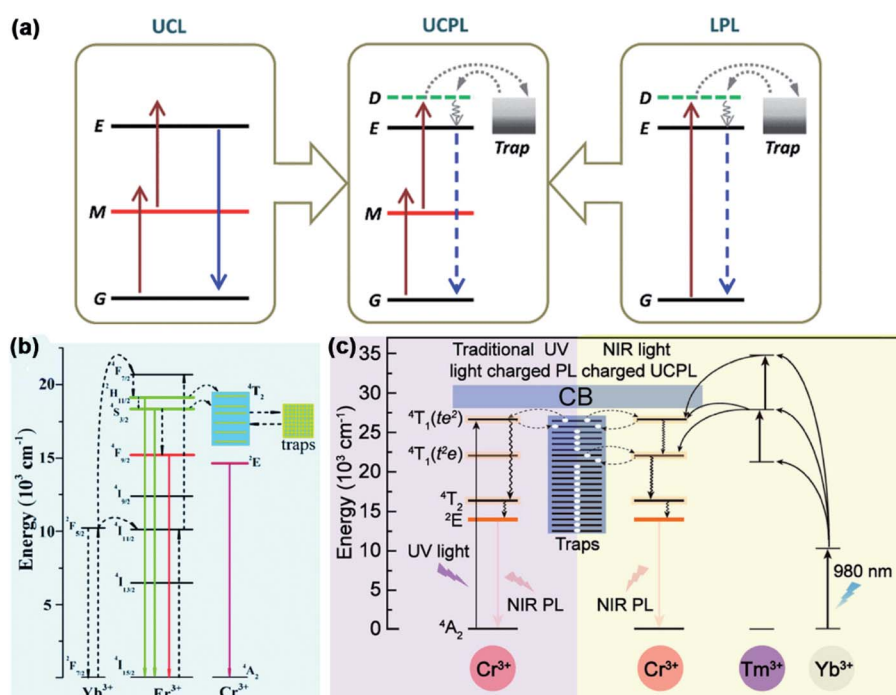 (a)
UCL
UCPL
LPL
E
M
G
D
E
M
G
Trap
D
E
G
Trap
(b)
Energy (10³ cm⁻¹)
20
15
10
5
0
²F₅/₂
²F₇/₂
⁴F₇/₂
²H₁₁/₂
⁴S₃/₂
⁴F₉/₂
⁴I₉/₂
⁴I₁₁/₂
⁴I₁₃/₂
⁴I₁₅/₂
⁴T₂
traps
²E
⁴A₂
Yb³⁺
Er³⁺
Cr³⁺
(c)
Energy (10³ cm⁻¹)
35
30
25
20
15
10
5
0
Traditional UV
light charged PL
NIR light
charged UCPL
CB
⁴T₁(te²)
⁴T₁(t²e)
⁴T₂
²E
Traps
UV light
NIR PL
NIR PL
980 nm
⁴A₂
Cr³⁺
Cr³⁺
Tm³⁺
Yb³⁺